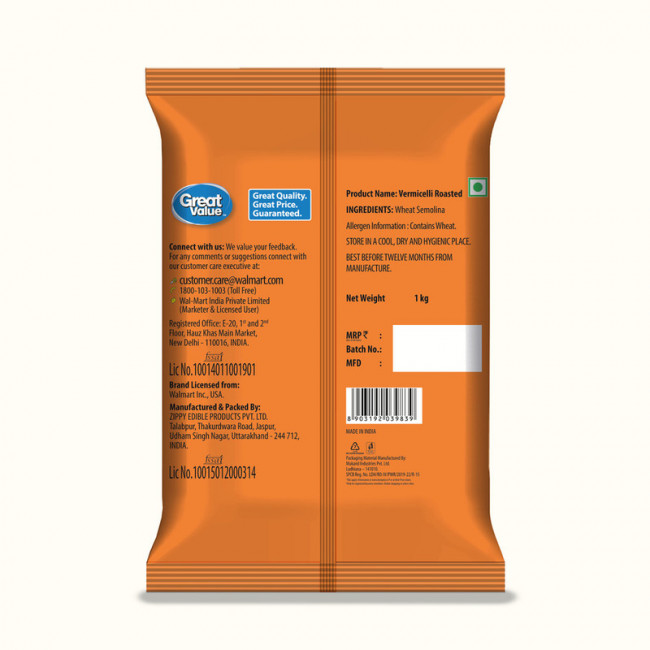 Great Value
Great Quality.
Great Price.
Guaranteed.
Connect with us: We value your feedback.
For any comments or suggestions connect with
our customer care executive at:
customer.care@walmart.com
1800-103-1003 (Toll Free)
Wal-Mart India Private Limited
(Marketer & Licensed User)
Registered Office: E-20, 1st and 2nd
Floor, Hauz Khas Main Market,
New Delhi - 110016, INDIA.
fssai
Lic No.10014011001901
Brand Licensed from:
Walmart Inc., USA.
Manufactured & Packed By:
ZIPPY EDIBLE PRODUCTS PVT. LTD.
Talabpur, Thakurdwara Road, Jaspur,
Udham Singh Nagar, Uttarakhand - 244 712,
INDIA.
fssai
Lic No.10015012000314
Product Name: Vermicelli Roasted
INGREDIENTS: Wheat Semolina
Allergen Information : Contains Wheat.
STORE IN A COOL, DRY AND HYGIENIC PLACE.
BEST BEFORE TWELVE MONTHS FROM
MANUFACTURE.
Net Weight 1 kg
MRP ₹ :
Batch No.:
MFD :
8 903192 039839
MADE IN INDIA
Packaging Material Manufactured By: